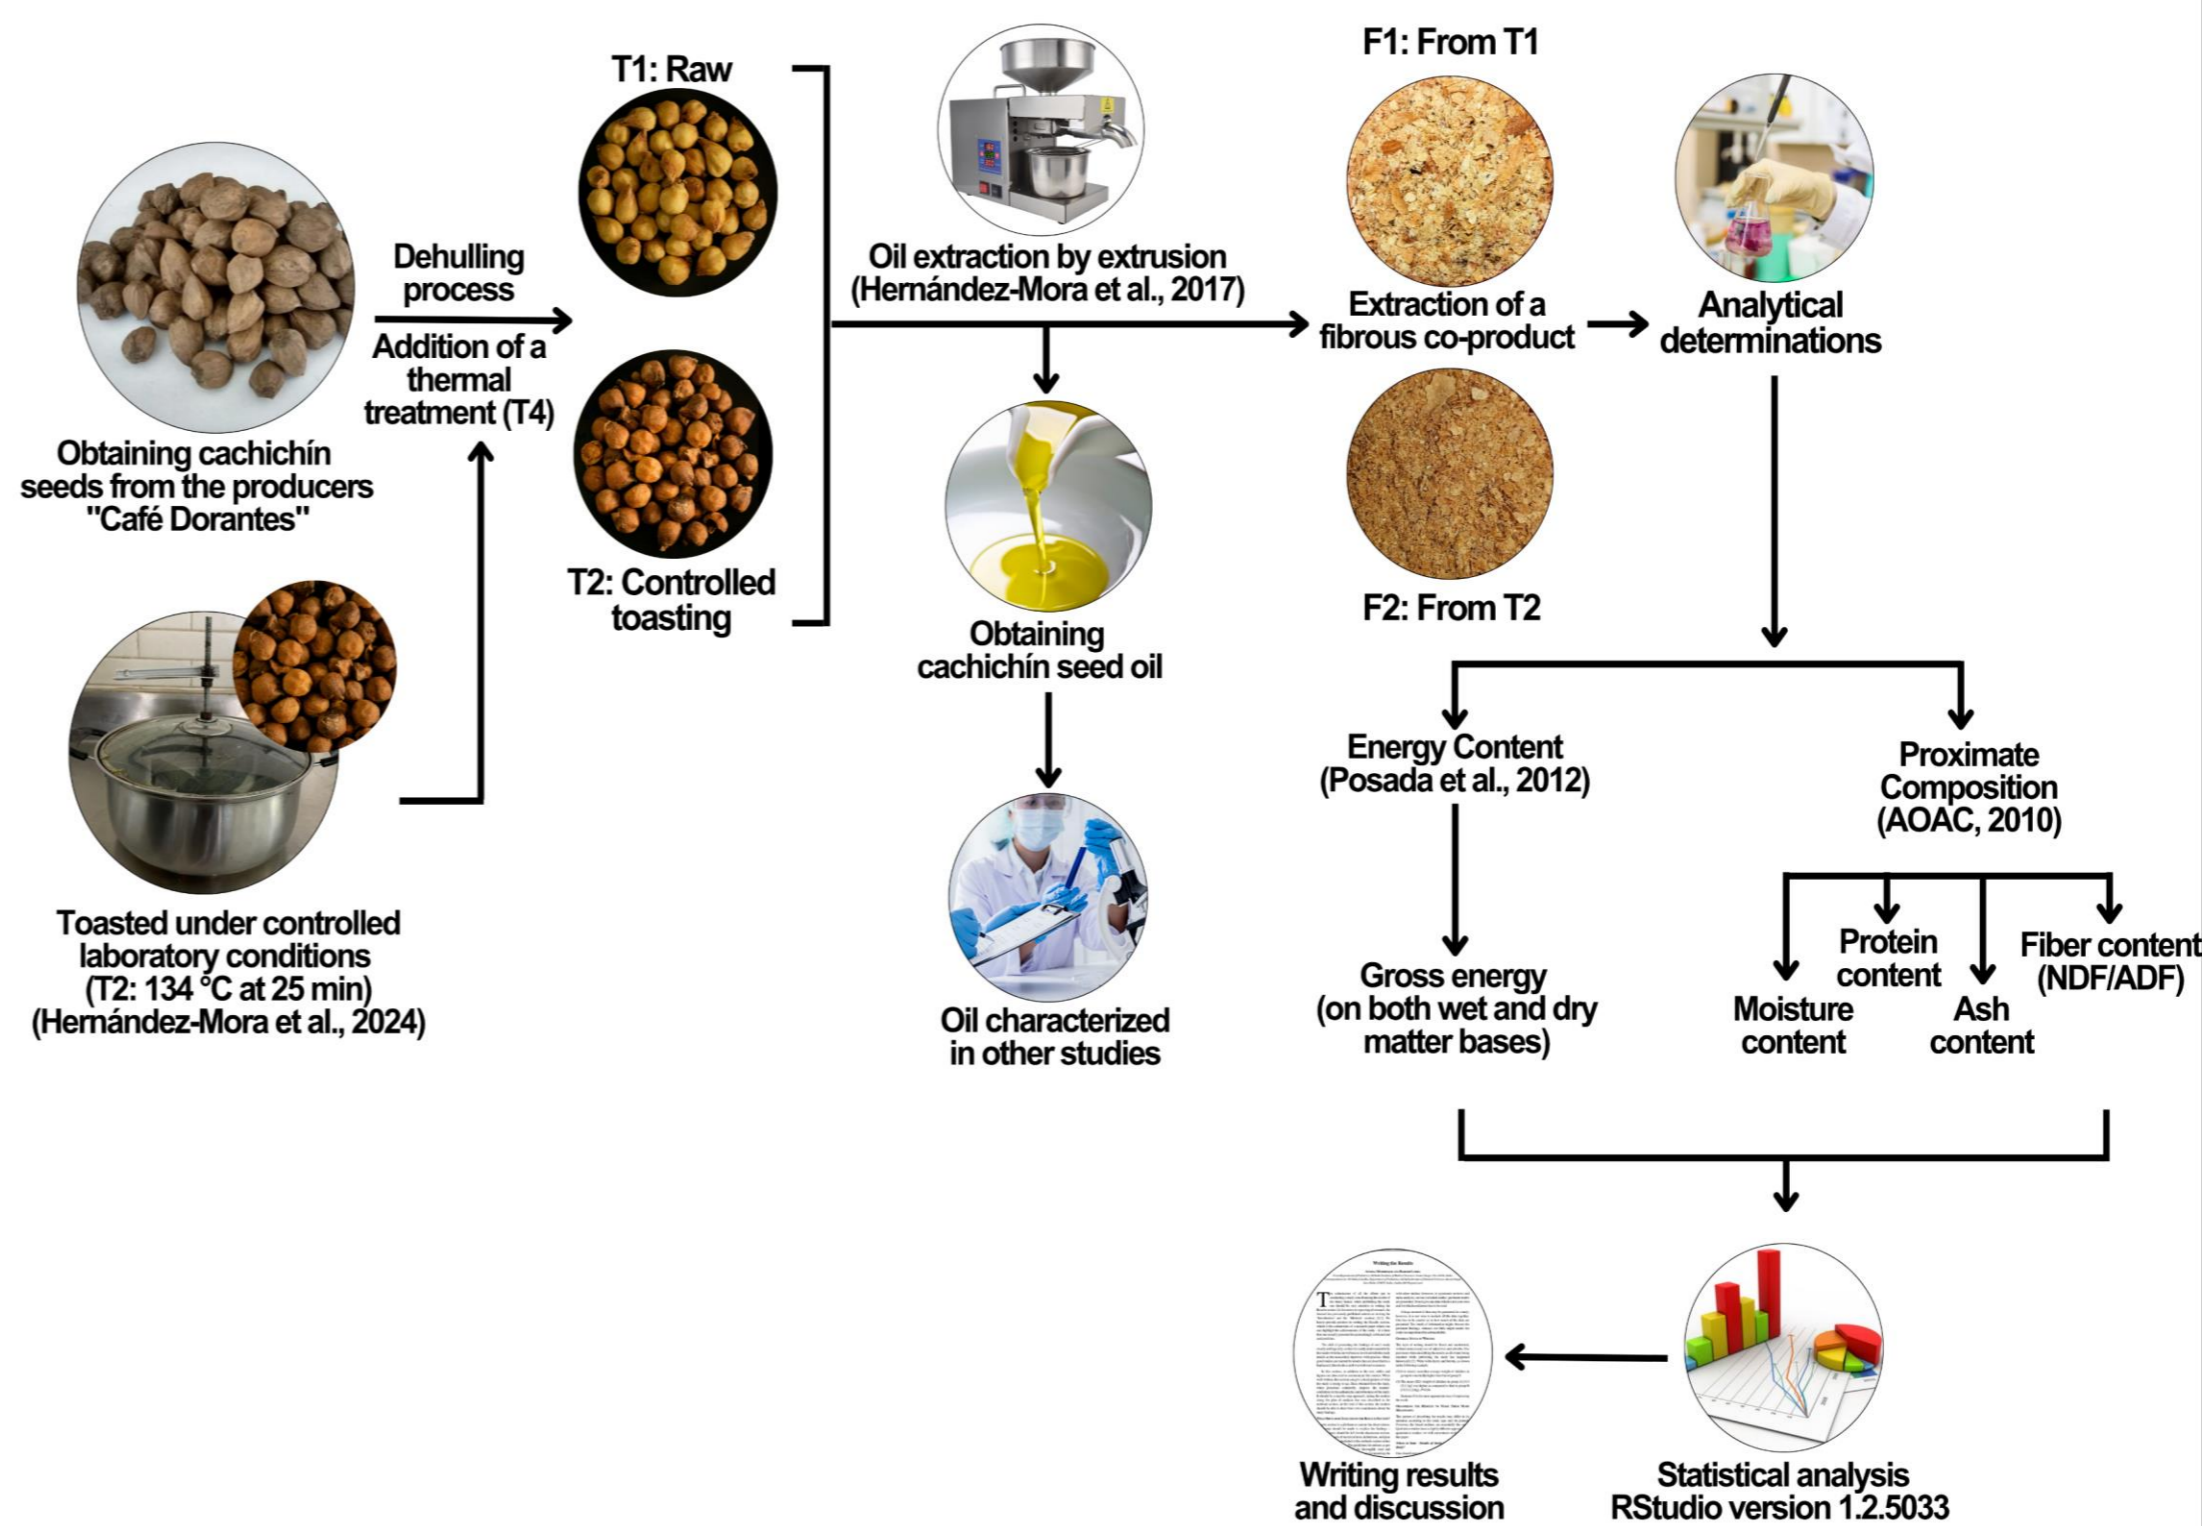 T1: Raw
F1: From T1
Dehulling
process
Addition of a
thermal
treatment (T4)
Oil extraction by extrusion
(Hernández-Mora et al., 2017)
Extraction of a
fibrous co-product
Analytical
determinations
Obtaining cachichín
seeds from the producers
"Café Dorantes"
T2: Controlled
toasting
F2: From T2
Obtaining
cachichín seed oil
Energy Content
(Posada et al., 2012)
Proximate
Composition
(AOAC, 2010)
Toasted under controlled
laboratory conditions
(T2: 134 °C at 25 min)
(Hernández-Mora et al., 2024)
Oil characterized
in other studies
Gross energy
(on both wet and dry
matter bases)
Moisture
content
Protein
content
Ash
content
Fiber content
(NDF/ADF)
Writing the Results
Writing results
and discussion
Statistical analysis
RStudio version 1.2.5033